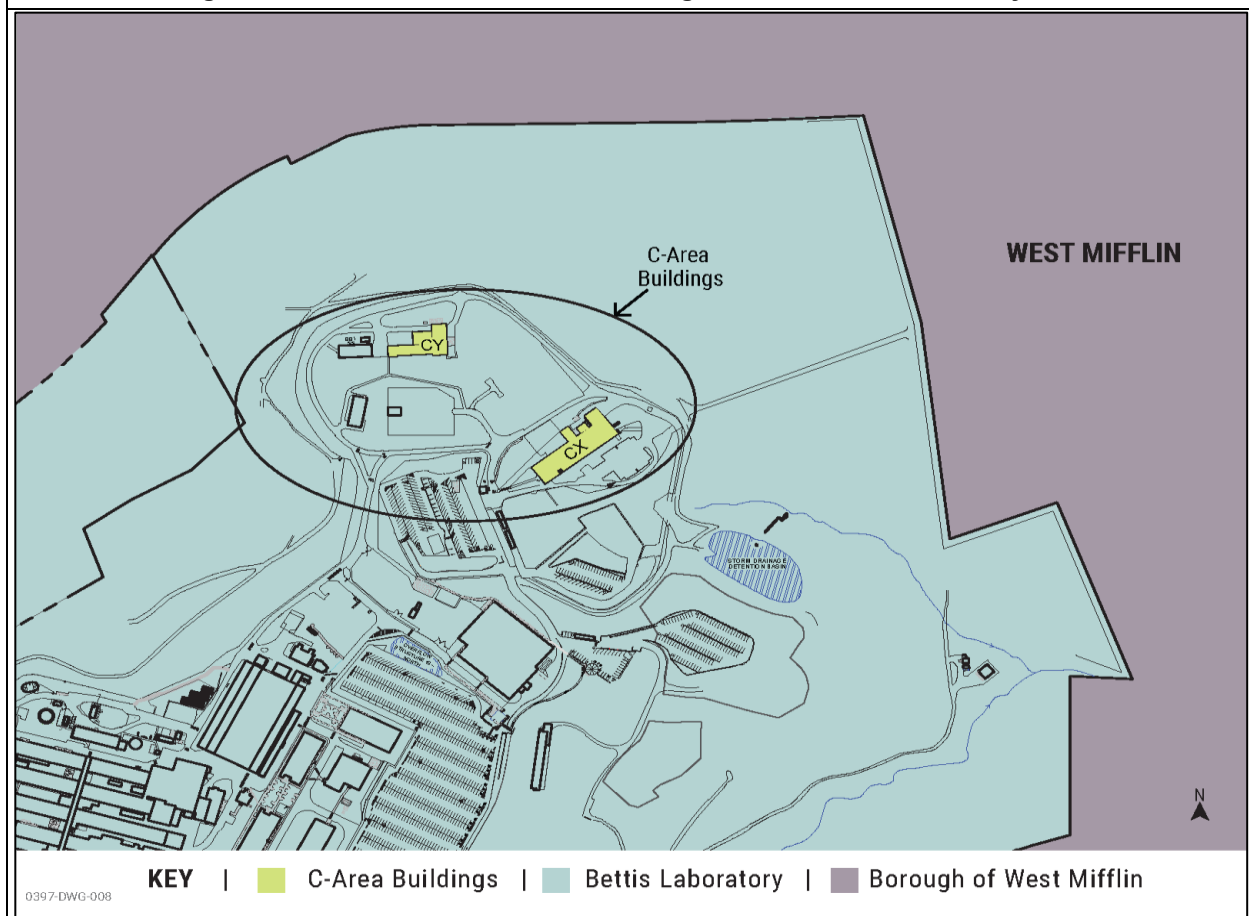 WEST MIFFLIN
C-Area
Buildings
CY
CX
STORM DRAINAGE
DETENTION BASIN
N
KEY | C-Area Buildings | Bettis Laboratory | Borough of West Mifflin
0397-DWG-008